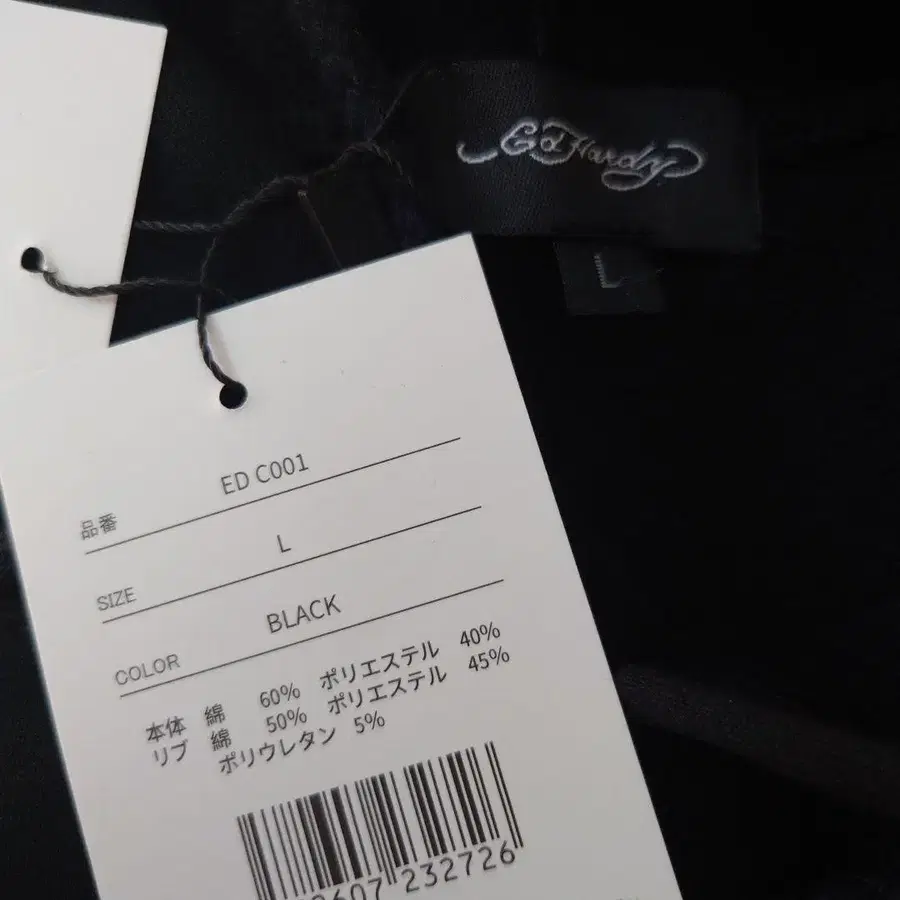 Ed Hardy
L
品番 ED C001
SIZE L
COLOR BLACK
本体 綿 60% ポリエステル 40%
リブ 綿 50% ポリエステル 45%
ポリウレタン 5%
607 232726